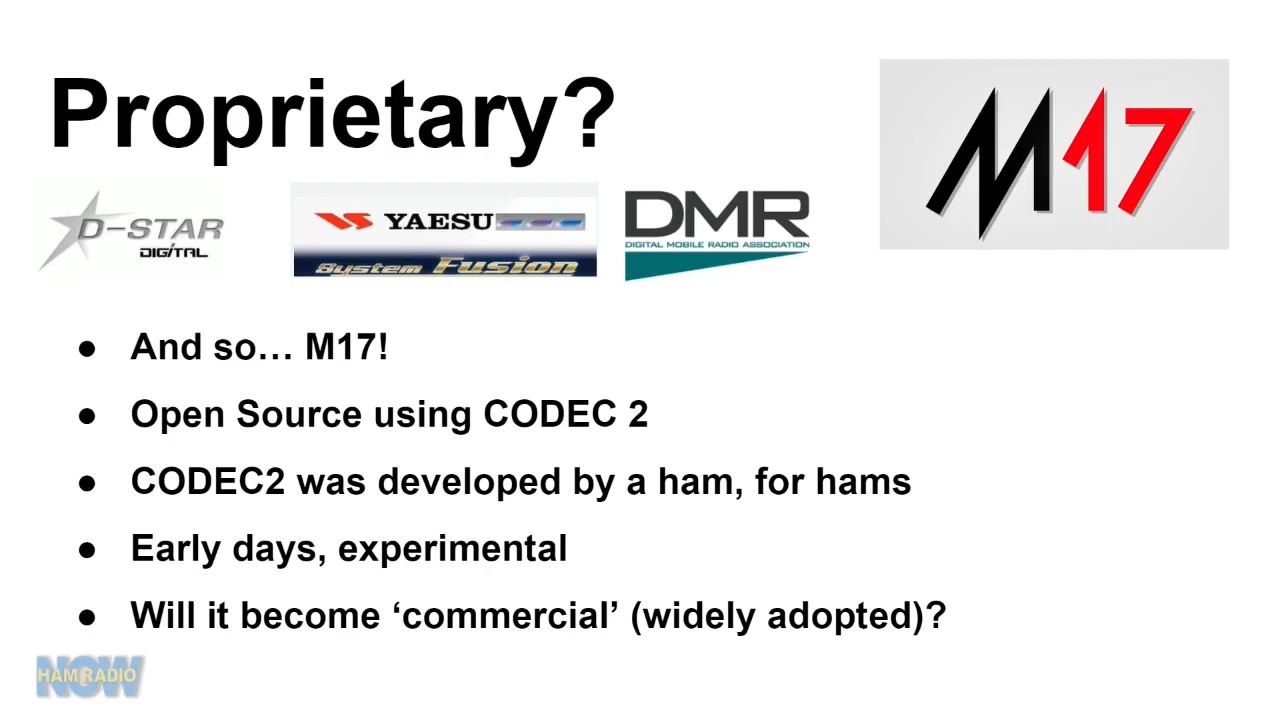 Proprietary?
M17
D-STAR
DIGITAL
YAESU
System Fusion
DMR
DIGITAL MOBILE RADIO ASSOCIATION
● And so… M17!
● Open Source using CODEC 2
● CODEC2 was developed by a ham, for hams
● Early days, experimental
● Will it become ‘commercial’ (widely adopted)?
NOW
HAM RADIO